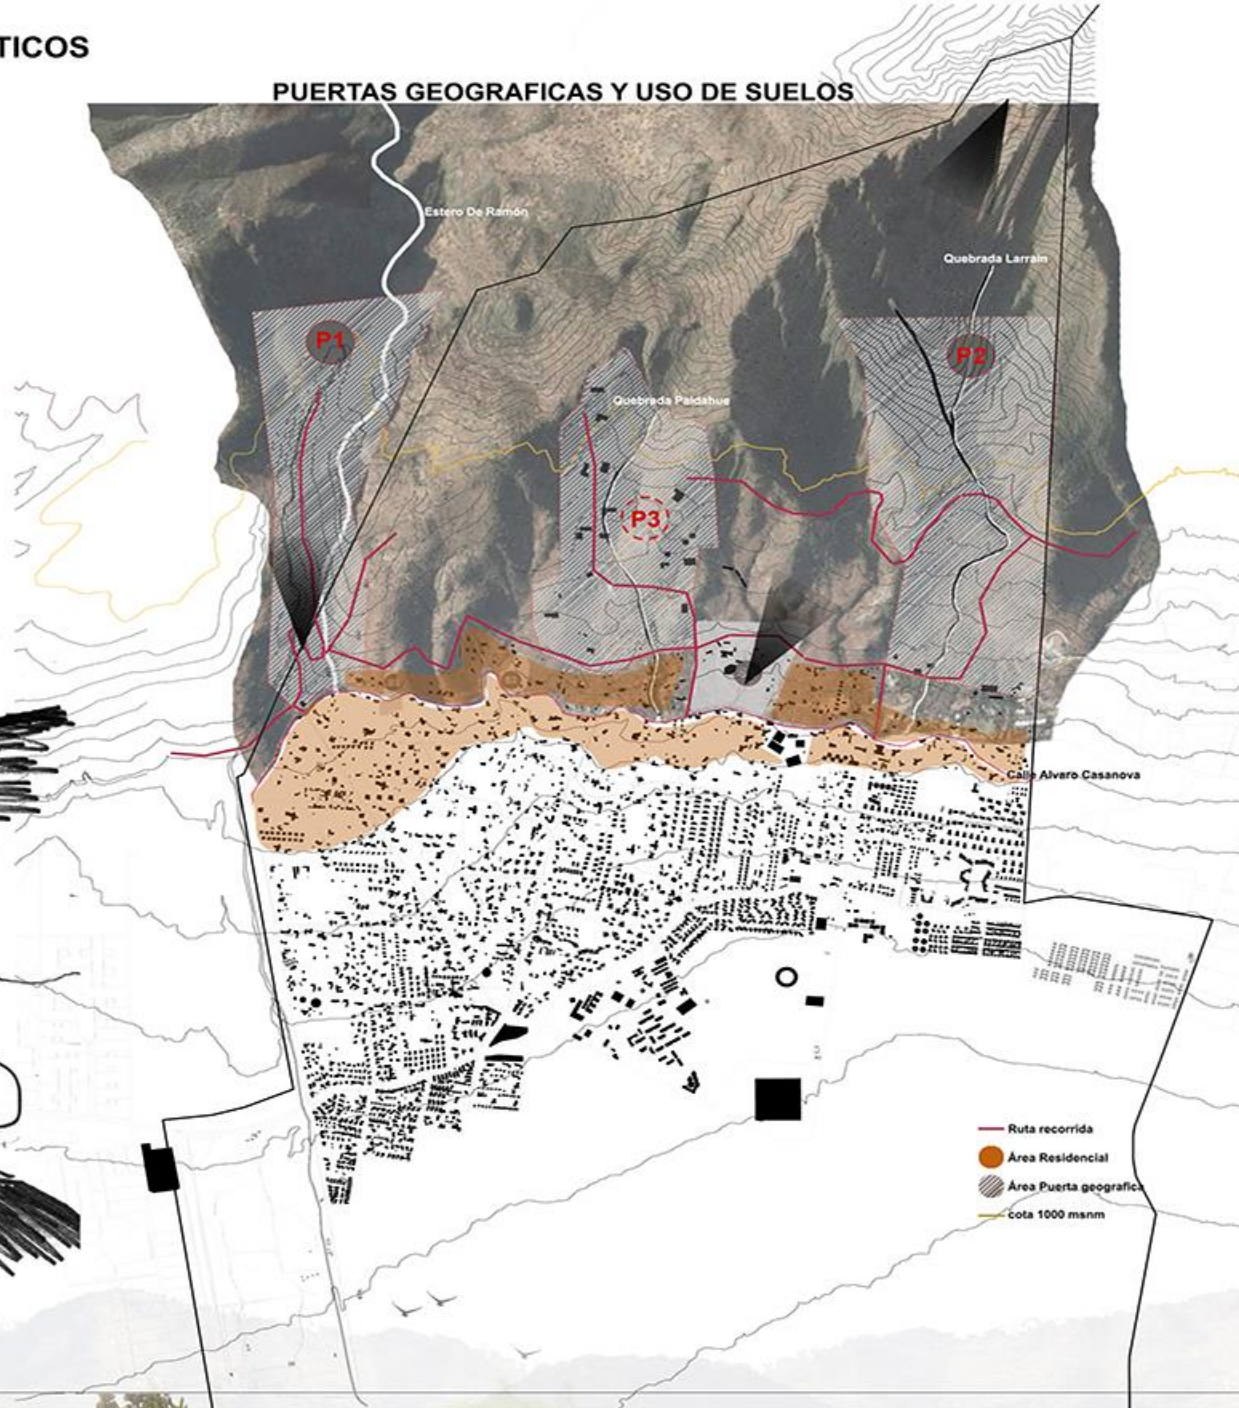 TICOS
PUERTAS GEOGRAFICAS Y USO DE SUELOS
Estero De Ramón
Quebrada Larrain
P1
P2
Quebrada Paldahue
P3
Calle Alvaro Casanova
Ruta recorrida
Área Residencial
Área Puerta geografica
cota 1000 msnm